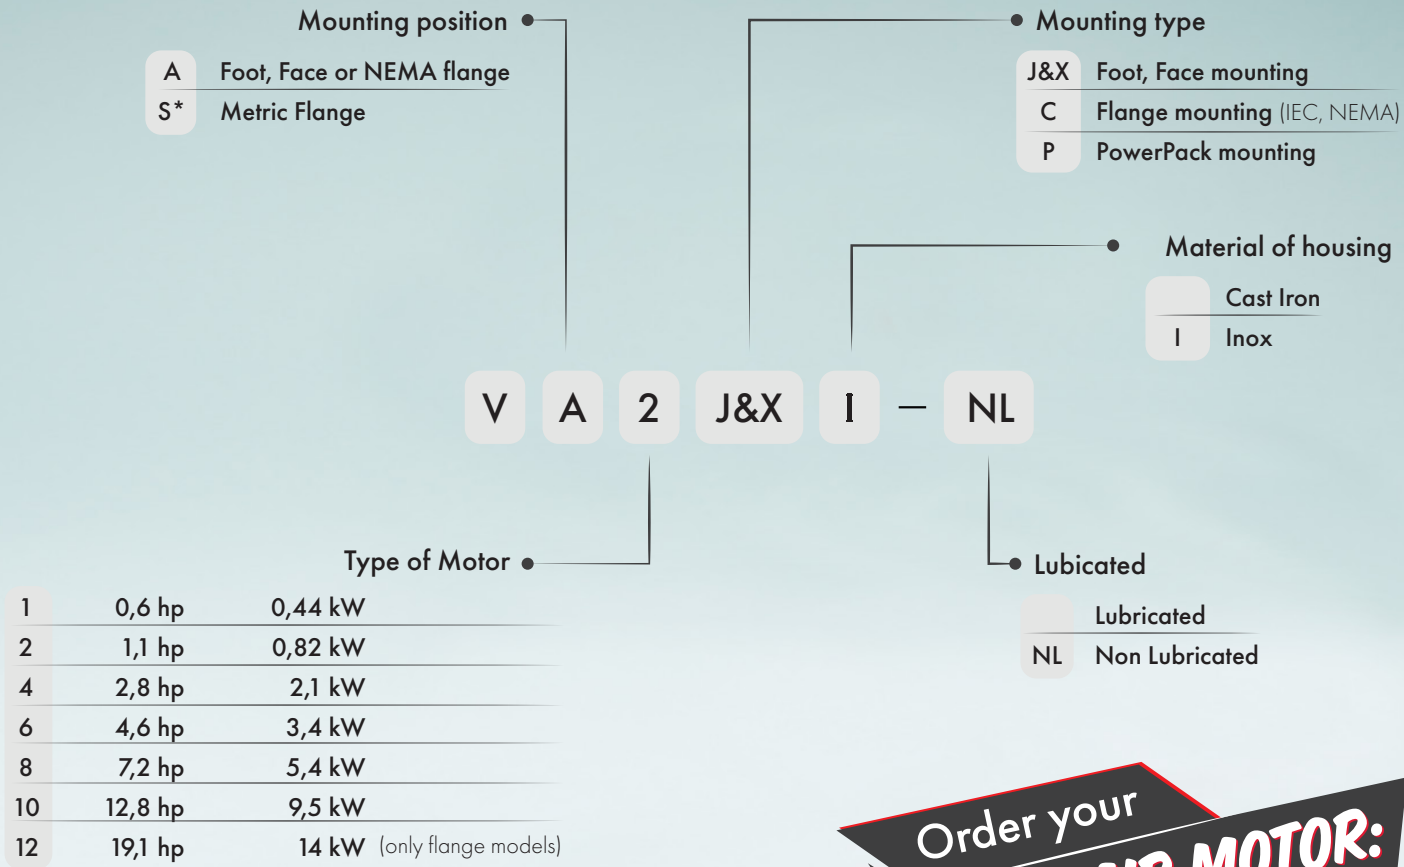 Mounting position
A Foot, Face or NEMA flange
S* Metric Flange
Mounting type
J&X Foot, Face mounting
C Flange mounting (IEC, NEMA)
P PowerPack mounting
Material of housing
Cast Iron
I Inox
V A 2 J&X I – NL
Type of Motor
1 0,6 hp 0,44 kW
2 1,1 hp 0,82 kW
4 2,8 hp 2,1 kW
6 4,6 hp 3,4 kW
8 7,2 hp 5,4 kW
10 12,8 hp 9,5 kW
12 19,1 hp 14 kW (only flange models)
Lubicated
Lubricated
NL Non Lubricated
Order your
MOTOR: